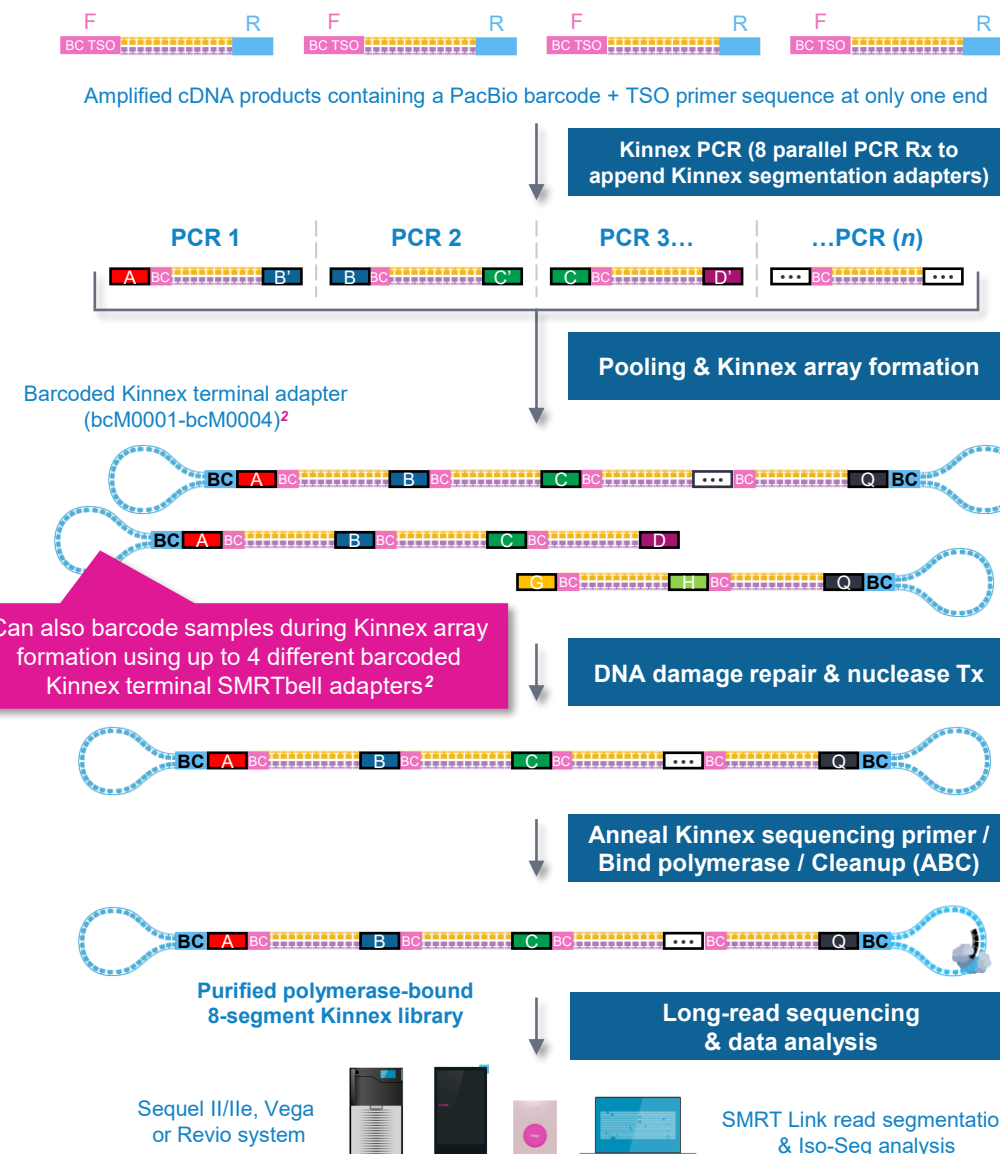 F R F R F R F R
BC TSO BC TSO BC TSO BC TSO
Amplified cDNA products containing a PacBio barcode + TSO primer sequence at only one end
Kinnex PCR (8 parallel PCR Rx to
append Kinnex segmentation adapters)
PCR 1 PCR 2 PCR 3… …PCR (n)
A BC B' B BC C' C BC D' ... BC ...
Pooling & Kinnex array formation
Barcoded Kinnex terminal adapter
(bcM0001-bcM0004)2
BC A BC B BC C BC ... BC Q BC
BC A BC B BC C BC D
G BC H BC Q BC
Can also barcode samples during Kinnex array
formation using up to 4 different barcoded
Kinnex terminal SMRTbell adapters2
DNA damage repair & nuclease Tx
BC A BC B BC C BC ... BC Q BC
Anneal Kinnex sequencing primer /
Bind polymerase / Cleanup (ABC)
BC A BC B BC C BC ... BC Q BC
Purified polymerase-bound
8-segment Kinnex library
Long-read sequencing
& data analysis
Sequel II/IIe, Vega
or Revio system
SMRT Link read segmentatio
& Iso-Seq analysis